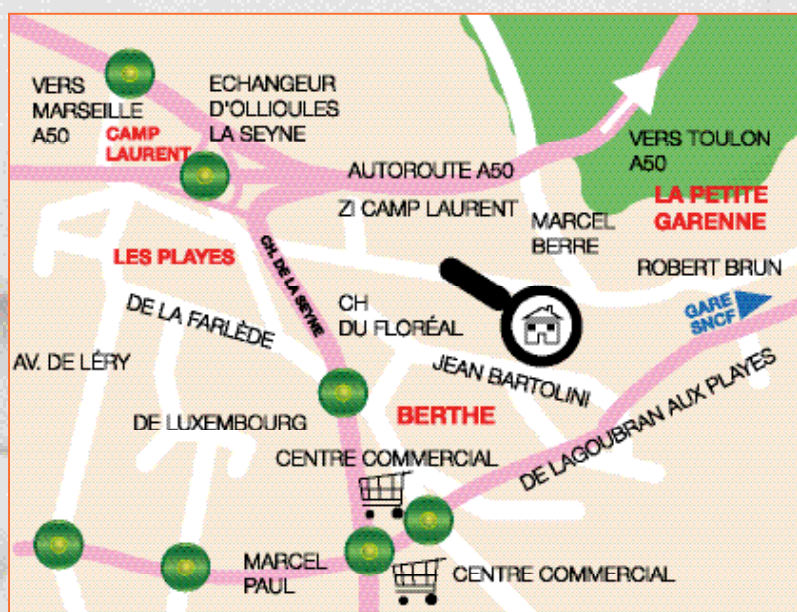 VERS
MARSEILLE
A50
CAMP
LAURENT
ECHANGEUR
D'OLLIOULES
LA SEYNE
AUTOROUTE A50
VERS TOULON
A50
LA PETITE
GARENNE
ZI CAMP LAURENT
MARCEL
BERRE
ROBERT BRUN
LES PLAYES
CH. DE LA SEYNE
GARE
SNCF
DE LA FARLÈDE
CH
DU FLORÉAL
AV. DE LÉRY
JEAN BARTOLINI
DE LAGOUBRAN AUX PLAYES
DE LUXEMBOURG
BERTHE
CENTRE COMMERCIAL
MARCEL
PAUL
CENTRE COMMERCIAL